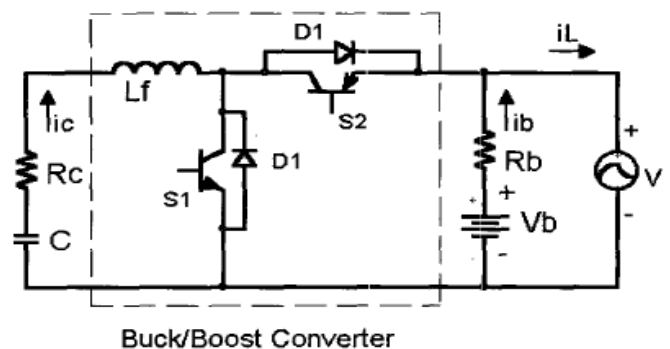 D1
iL
Lf
ic
S2
ib
+
Rc
D1
Rb
S1
+
+
V
C
Vb
-
-
Buck/Boost Converter